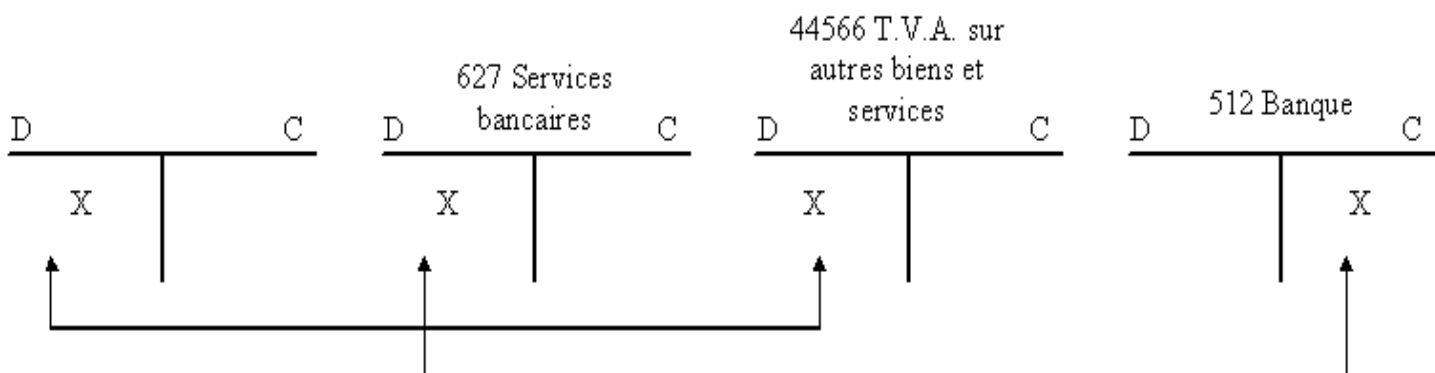 44566 T.V.A. sur
autres biens et
services
627 Services
bancaires
512 Banque
D C D C D C D C
X X X X